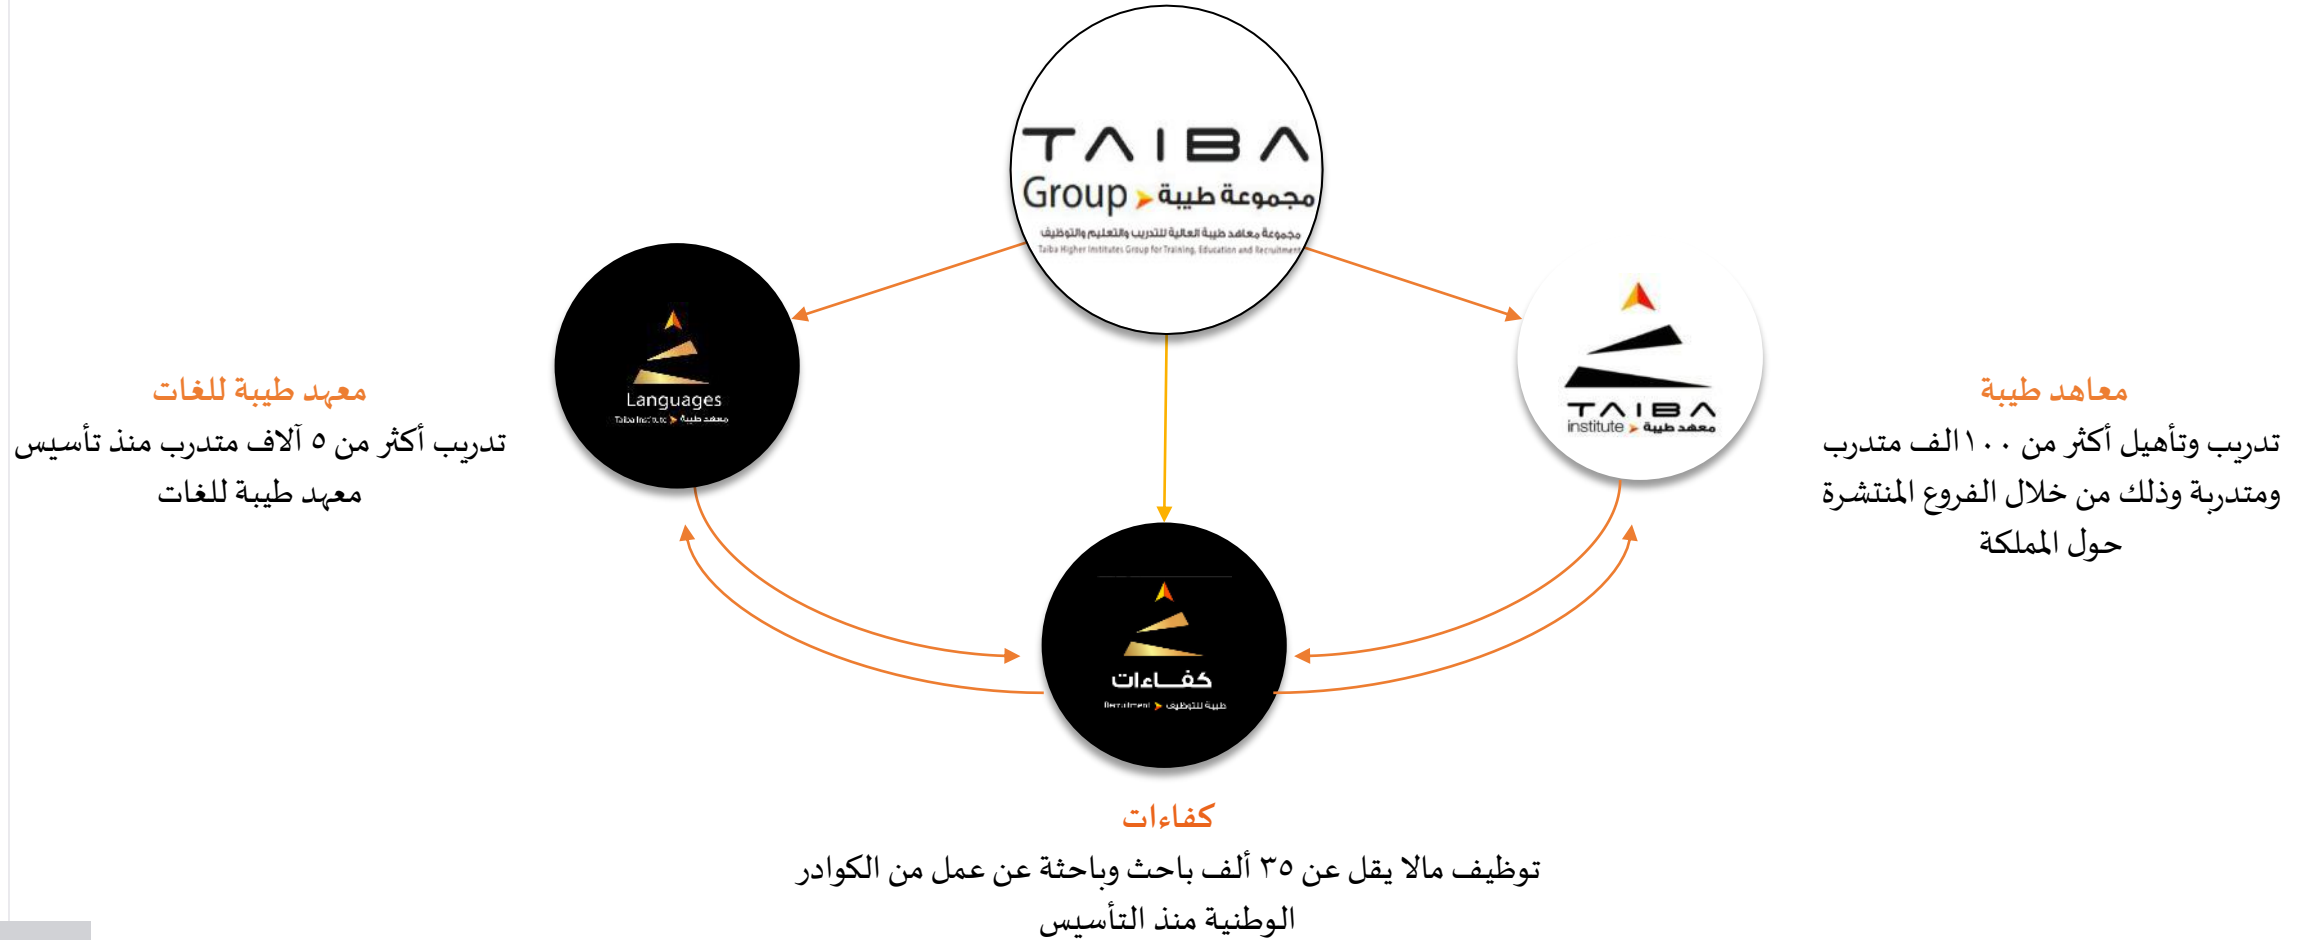 TAIBA
Group مجموعة طيبة
مجموعة معاهد طيبة العالية للتدريب والتعليم والتوظيف
Taiba Higher Institutes Group for Training, Education and Recruitment
TAIBA
institute معهد طيبة
معاهد طيبة
تدريب وتأهيل أكثر من ١٠٠ الف متدرب
ومتدربة وذلك من خلال الفروع المنتشرة
حول المملكة
Languages
Taiba Institute معهد طيبة
معهد طيبة للغات
تدريب أكثر من ٥ آلاف متدرب منذ تأسيس
معهد طيبة للغات
كفـــاءات
Recruitment طيبة للتوظيف
كفاءات
توظيف مالا يقل عن ٣٥ ألف باحث وباحثة عن عمل من الكوادر
الوطنية منذ التأسيس